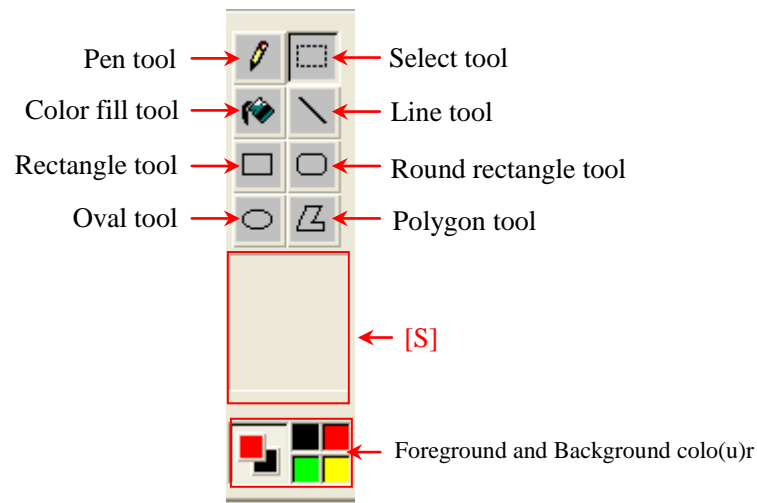 Pen tool
Select tool
Color fill tool
Line tool
Rectangle tool
Round rectangle tool
Oval tool
Polygon tool
[S]
Foreground and Background colo(u)r